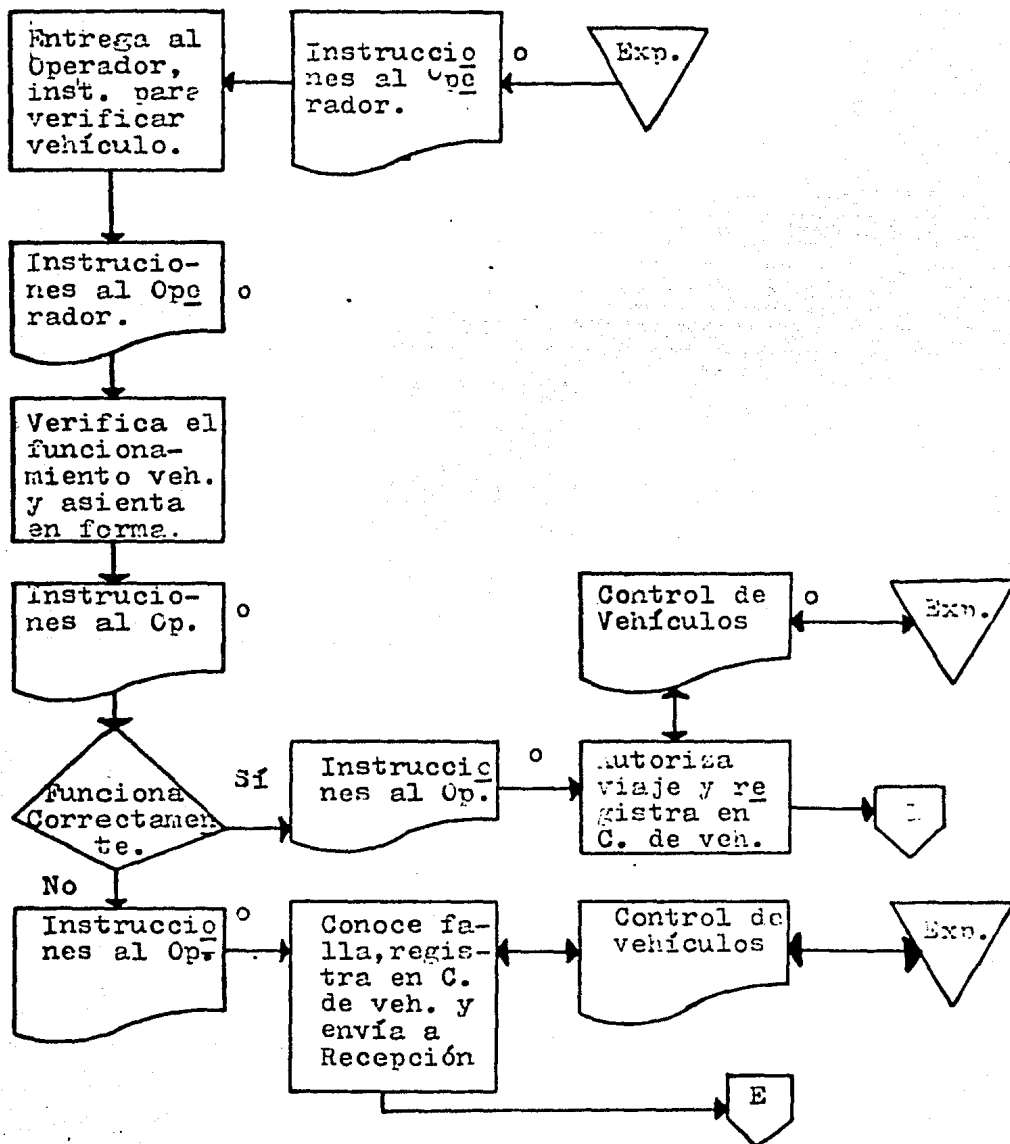 Entrega al
Operador,
inst. para
verificar
vehículo.
Instruccio
nes al Ope
rador.
o
Exp.
Instrucio-
nes al Ope
rador.
o
Verifica el
funciona-
miento veh.
y asienta
en forma.
Instrucio-
nes al Op.
o
Control de
Vehículos
o
Exp.
Funciona
Correctamen
te.
Sí
Instruccio
nes al Op.
o
Autoriza
viaje y re
gistra en
C. de veh.
No
Instruccio
nes al Op.
o
Conoce fa-
lla,regis-
tra en C.
de veh. y
envía a
Recepción
Control de
vehículos
Exp.
E